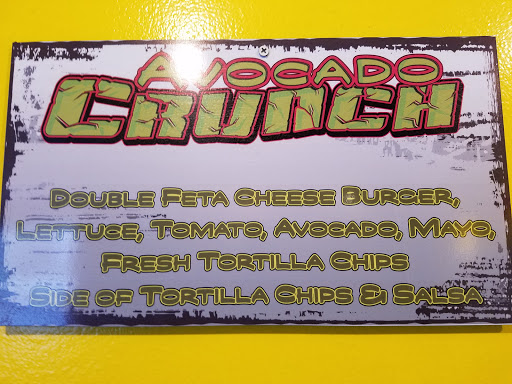 Avocado
Crunch
Double Feta Cheese Burger,
Lettuce, Tomato, Avocado, Mayo,
Fresh Tortilla Chips
Side of Tortilla Chips & Salsa